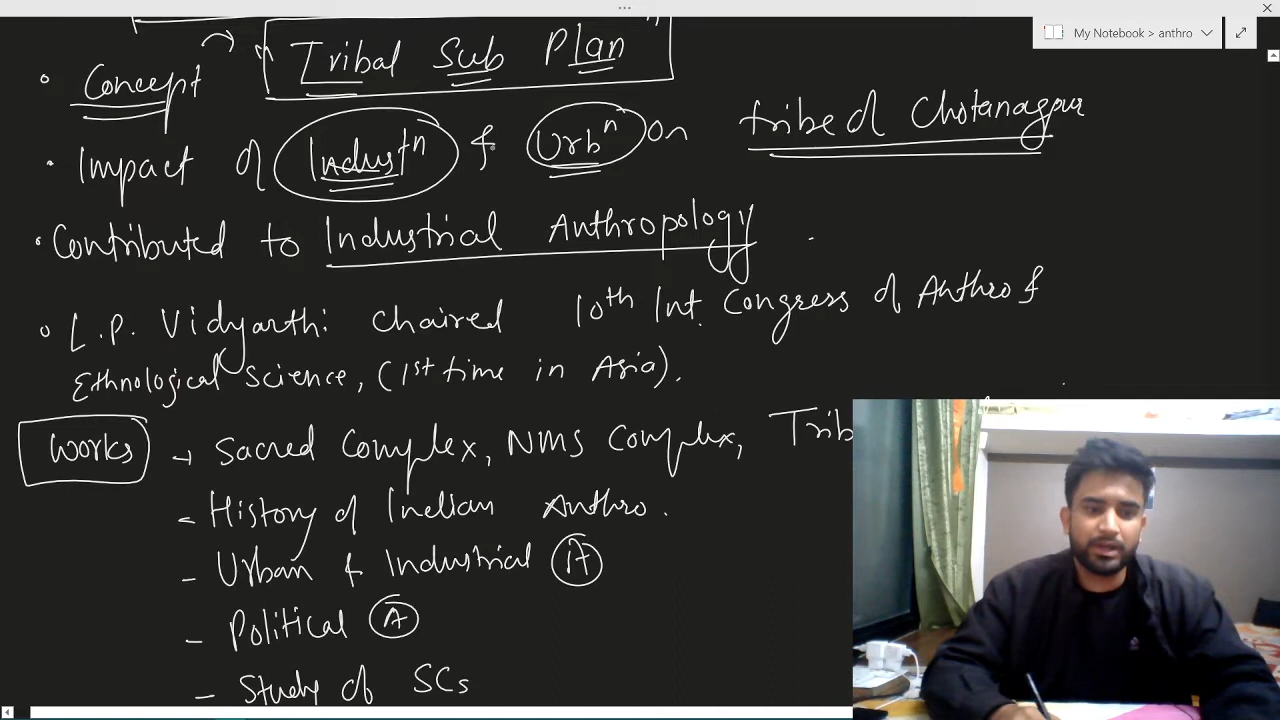 My Notebook > anthro
• Concept → Tribal Sub Plan
• Impact of Industⁿ & Urbⁿ on tribe of Chotanagpur
• Contributed to Industrial Anthropology
• L.P. Vidyarthi chaired 10th Int. Congress of Anthro &
Ethnological Science, (1st time in Asia).
Works → Sacred Complex, NMS Complex, Trib
- History of Indian Anthro.
- Urban & Industrial A
- Political A
- Study of SCs